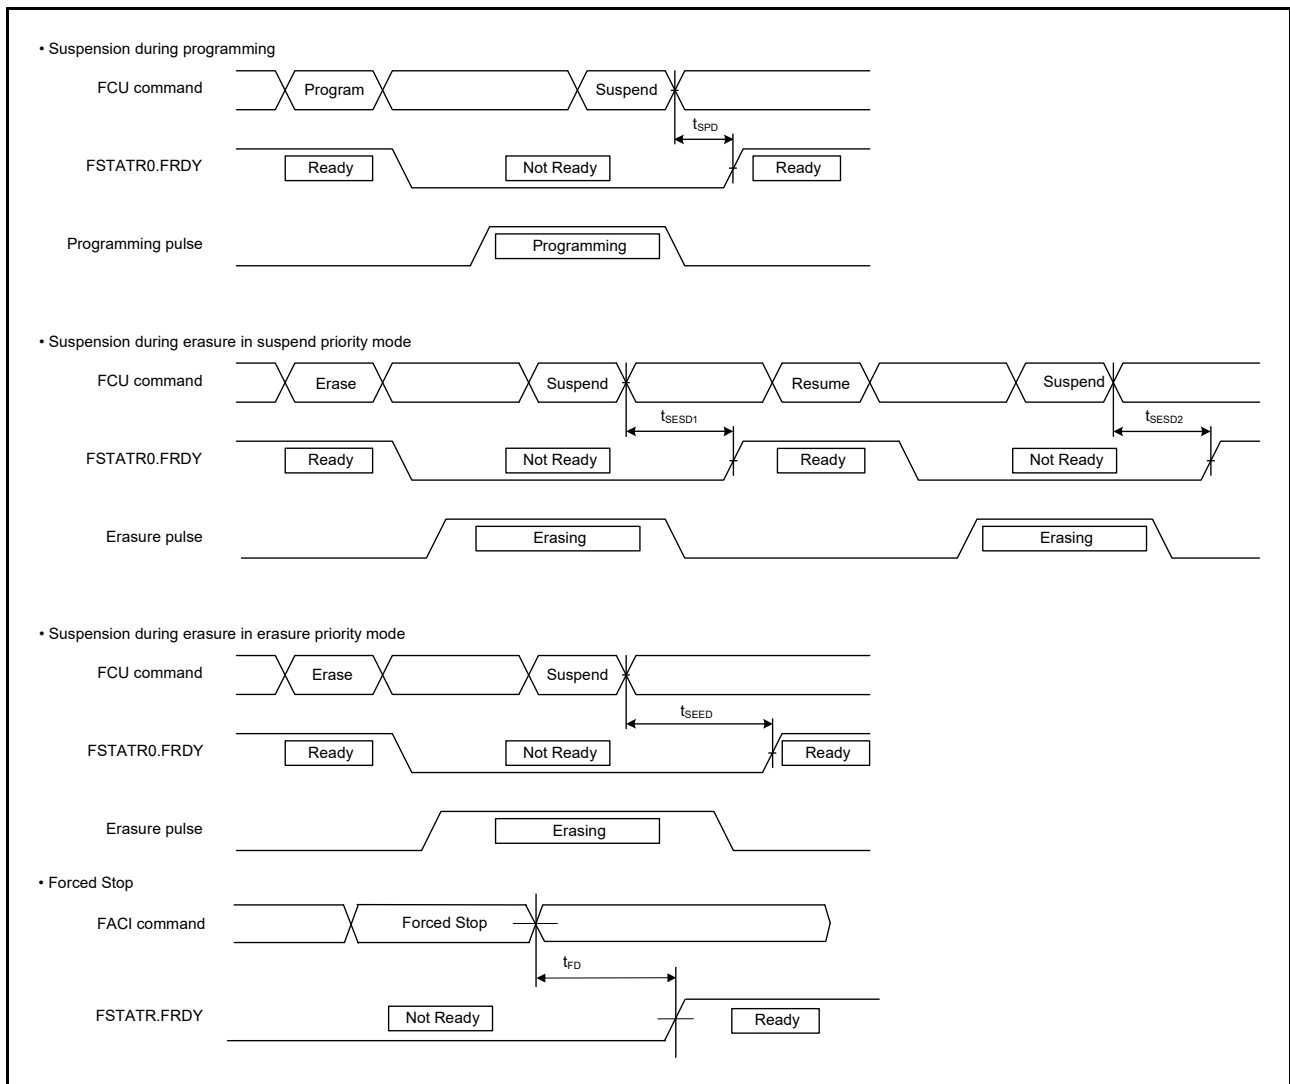 • Suspension during programming
FCU command Program Suspend
tSPD
FSTATR0.FRDY Ready Not Ready Ready
Programming pulse Programming
• Suspension during erasure in suspend priority mode
FCU command Erase Suspend Resume Suspend
tSESD1 tSESD2
FSTATR0.FRDY Ready Not Ready Ready Not Ready
Erasure pulse Erasing Erasing
• Suspension during erasure in erasure priority mode
FCU command Erase Suspend
tSEED
FSTATR0.FRDY Ready Not Ready Ready
Erasure pulse Erasing
• Forced Stop
FACI command Forced Stop
tFD
FSTATR.FRDY Not Ready Ready